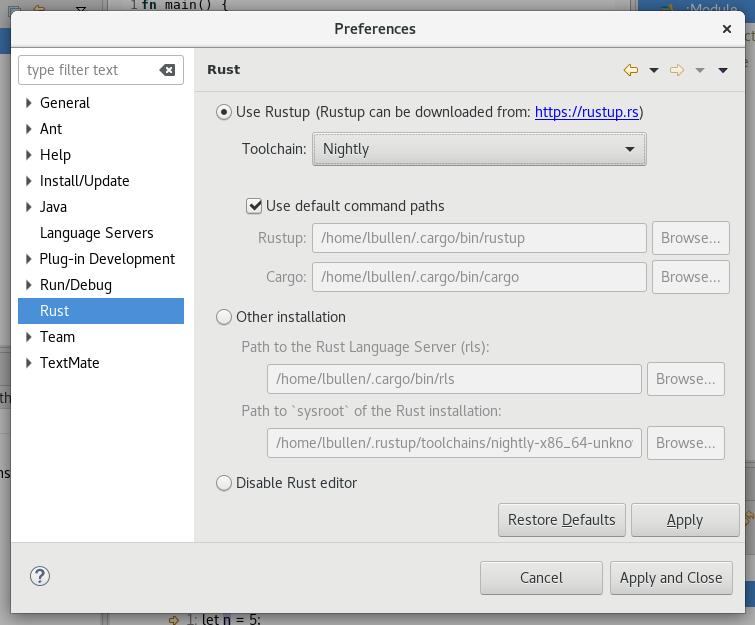 1 fn main() {
:Module
Preferences
type filter text
Rust
General
Ant
Help
Install/Update
Java
Language Servers
Plug-in Development
Run/Debug
Rust
Team
TextMate
Use Rustup (Rustup can be downloaded from: https://rustup.rs)
Toolchain: Nightly
Use default command paths
Rustup: /home/lbullen/.cargo/bin/rustup Browse...
Cargo: /home/lbullen/.cargo/bin/cargo Browse...
Other installation
Path to the Rust Language Server (rls):
/home/lbullen/.cargo/bin/rls Browse...
Path to `sysroot` of the Rust installation:
/home/lbullen/.rustup/toolchains/nightly-x86_64-unkno Browse...
Disable Rust editor
Restore Defaults Apply
Cancel Apply and Close
1: let n = 5;